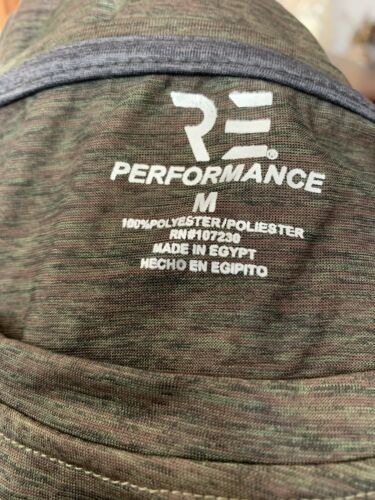 RE®
PERFORMANCE
M
100%POLYESTER/POLIESTER
RN#107230
MADE IN EGYPT
HECHO EN EGIPITO